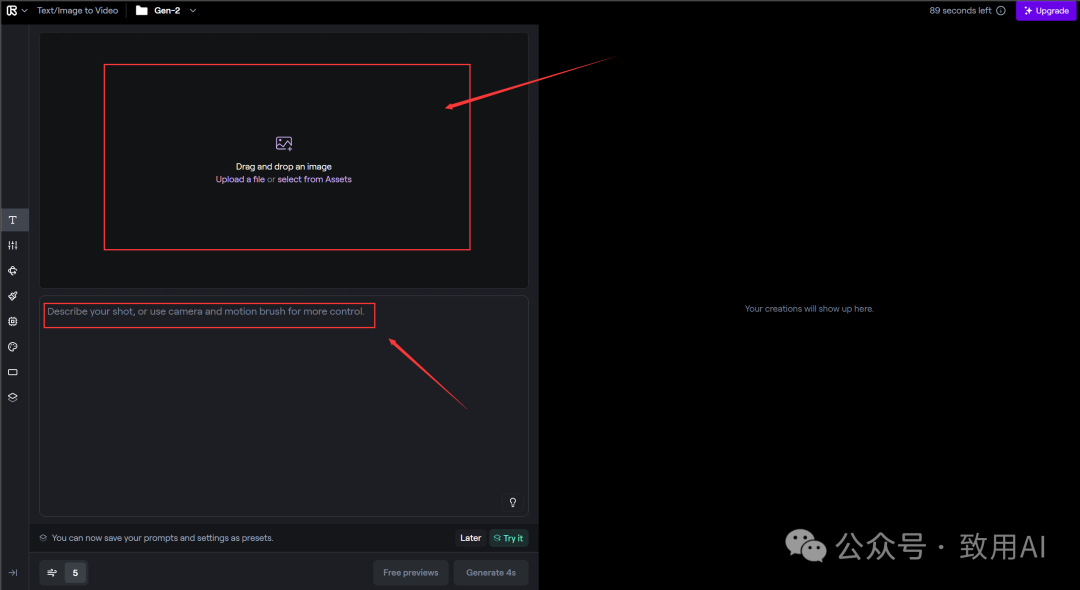 Text/Image to Video
Gen-2
89 seconds left
Upgrade
Drag and drop an image
Upload a file or select from Assets
T
Describe your shot, or use camera and motion brush for more control.
Your creations will show up here.
You can now save your prompts and settings as presets.
Later
Try it
5
Free previews
Generate 4s
公众号 · 致用AI